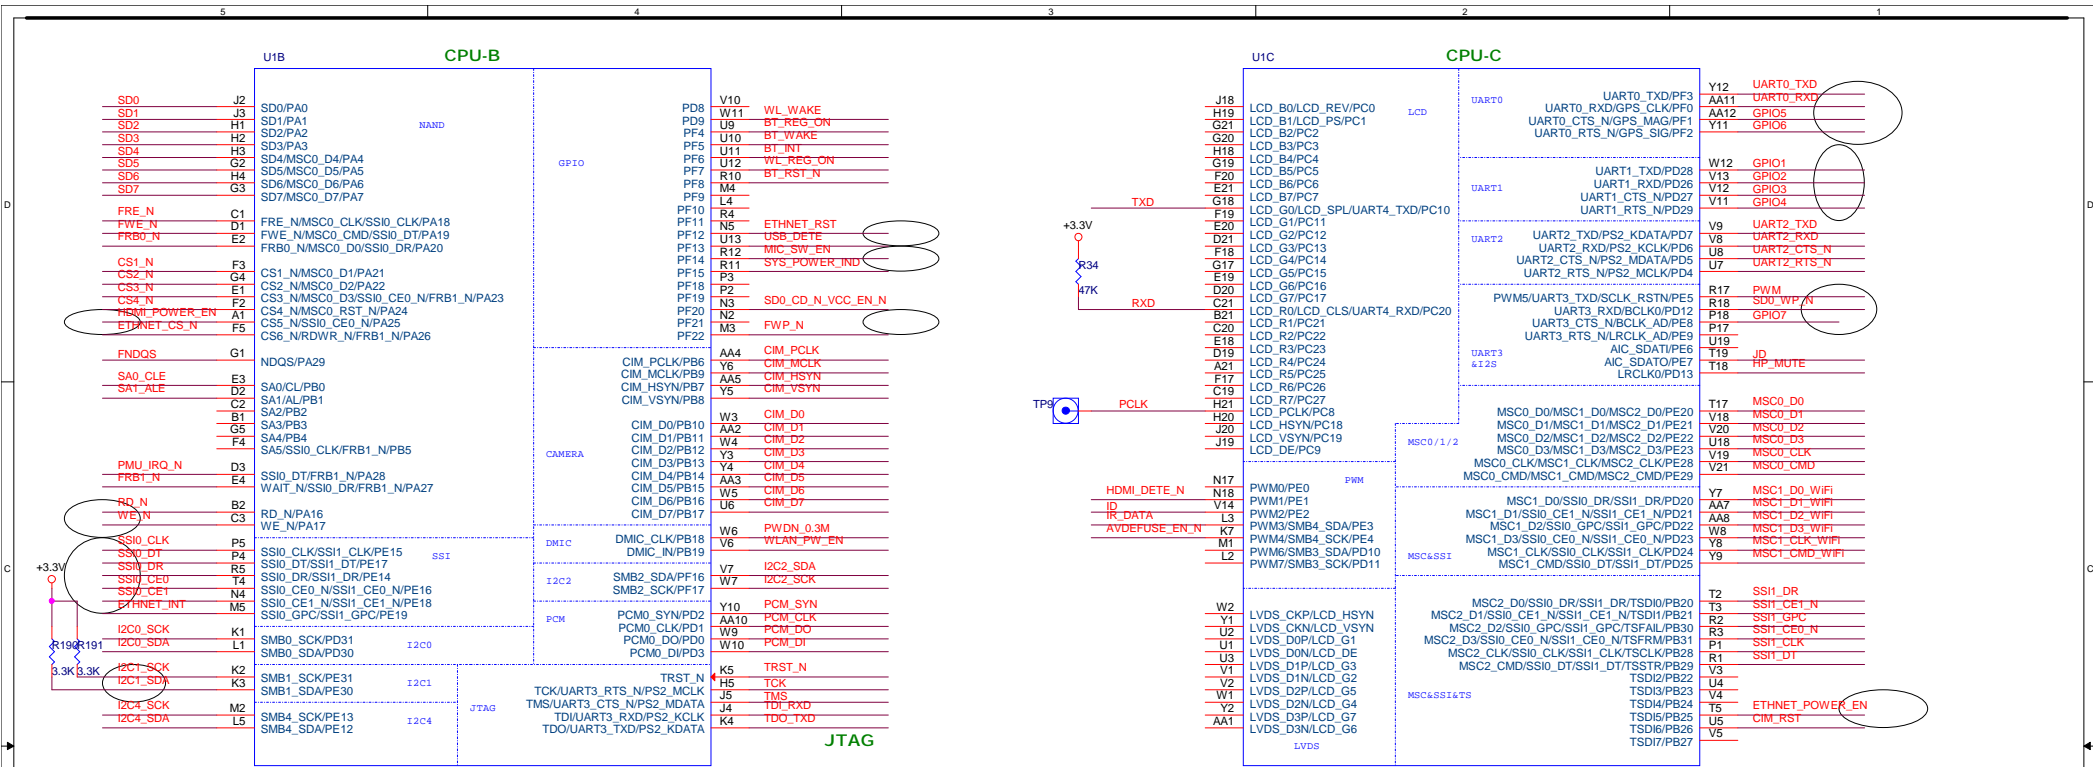 5 4 3 2 1
U1B CPU-B
NAND
GPIO
SD0 J2 SD0/PA0
SD1 J3 SD1/PA1
SD2 H1 SD2/PA2
SD3 H2 SD3/PA3
SD4 H3 SD4/MSC0_D4/PA4
SD5 G2 SD5/MSC0_D5/PA5
SD6 H4 SD6/MSC0_D6/PA6
SD7 G3 SD7/MSC0_D7/PA7
FRE_N C1 FRE_N/MSC0_CLK/SSI0_CLK/PA18
FWE_N D1 FWE_N/MSC0_CMD/SSI0_DT/PA19
FRB0_N E2 FRB0_N/MSC0_D0/SSI0_DR/PA20
CS1_N F3 CS1_N/MSC0_D1/PA21
CS2_N G4 CS2_N/MSC0_D2/PA22
CS3_N E1 CS3_N/MSC0_D3/SSI0_CE0_N/FRB1_N/PA23
CS4_N F2 CS4_N/MSC0_RST_N/PA24
HDMI_POWER_EN A1 CS5_N/SSI0_CE0_N/PA25
ETHNET_CS_N F5 CS6_N/RDWR_N/FRB1_N/PA26
FNDQS G1 NDQS/PA29
SA0_CLE E3 SA0/CL/PB0
SA1_ALE D2 SA1/AL/PB1
C2 SA2/PB2
B1 SA3/PB3
G5 SA4/PB4
F4 SA5/SSI0_CLK/FRB1_N/PB5
PMU_IRQ_N D3 SSI0_DT/FRB1_N/PA28
FRB1_N E4 WAIT_N/SSI0_DR/FRB1_N/PA27
RD_N B2 RD_N/PA16
WE_N C3 WE_N/PA17
SSI
SSI0_CLK P5 SSI0_CLK/SSI1_CLK/PE15
SSI0_DT P4 SSI0_DT/SSI1_DT/PE17
SSI0_DR R5 SSI0_DR/SSI1_DR/PE14
SSI0_CE0 T4 SSI0_CE0_N/SSI1_CE0_N/PE16
SSI0_CE1 N4 SSI0_CE1_N/SSI1_CE1_N/PE18
ETHNET_INT M5 SSI0_GPC/SSI1_GPC/PE19
+3.3V
R190 R191
3.3K 3.3K
I2C0_SCK K1 SMB0_SCK/PD31
I2C0_SDA L1 SMB0_SDA/PD30 I2C0
I2C1_SCK K2 SMB1_SCK/PE31
I2C1_SDA K3 SMB1_SDA/PE30 I2C1
I2C4_SCK M2 SMB4_SCK/PE13
I2C4_SDA L5 SMB4_SDA/PE12 I2C4
PD8 V10
PD9 W11 WL_WAKE
PF4 U9 BT_REG_ON
PF5 U10 BT_WAKE
PF6 U11 BT_INT
PF7 U12 WL_REG_ON
PF8 R10 BT_RST_N
PF9 M4
PF10 L4
PF11 R4
PF12 N5 ETHNET_RST
PF13 U13 USB_DETE
PF14 R12 MIC_SW_EN
PF15 R11 SYS_POWER_IND
PF18 P3
PF19 P2
PF20 N3 SD0_CD_N_VCC_EN_N
PF21 N2
PF22 M3 FWP_N
CAMERA
CIM_PCLK/PB6 AA4 CIM_PCLK
CIM_MCLK/PB9 Y6 CIM_MCLK
CIM_HSYN/PB7 AA5 CIM_HSYN
CIM_VSYN/PB8 Y5 CIM_VSYN
CIM_D0/PB10 W3 CIM_D0
CIM_D1/PB11 AA2 CIM_D1
CIM_D2/PB12 W4 CIM_D2
CIM_D3/PB13 Y3 CIM_D3
CIM_D4/PB14 Y4 CIM_D4
CIM_D5/PB15 AA3 CIM_D5
CIM_D6/PB16 W5 CIM_D6
CIM_D7/PB17 U6 CIM_D7
DMIC
DMIC_CLK/PB18 W6 PWDN_0.3M
DMIC_IN/PB19 V6 WLAN_PW_EN
I2C2
SMB2_SDA/PF16 V7 I2C2_SDA
SMB2_SCK/PF17 W7 I2C2_SCK
PCM
PCM0_SYN/PD2 Y10 PCM_SYN
PCM0_CLK/PD1 AA10 PCM_CLK
PCM0_DO/PD0 W9 PCM_DO
PCM0_DI/PD3 W10 PCM_DI
JTAG
TRST_N K5 TRST_N
TCK/UART3_RTS_N/PS2_MCLK H5 TCK
TMS/UART3_CTS_N/PS2_MDATA J5 TMS
TDI/UART3_RXD/PS2_KCLK J4 TDI_RXD
TDO/UART3_TXD/PS2_KDATA K4 TDO_TXD
JTAG
U1C CPU-C
LCD
J18 LCD_B0/LCD_REV/PC0
H19 LCD_B1/LCD_PS/PC1
G21 LCD_B2/PC2
G20 LCD_B3/PC3
H18 LCD_B4/PC4
G19 LCD_B5/PC5
F20 LCD_B6/PC6
E21 LCD_B7/PC7
TXD G18 LCD_G0/LCD_SPL/UART4_TXD/PC10
F19 LCD_G1/PC11
E20 LCD_G2/PC12
D21 LCD_G3/PC13
F18 LCD_G4/PC14
G17 LCD_G5/PC15
E19 LCD_G6/PC16
D20 LCD_G7/PC17
+3.3V
R34
47K
RXD C21 LCD_R0/LCD_CLS/UART4_RXD/PC20
B21 LCD_R1/PC21
C20 LCD_R2/PC22
E18 LCD_R3/PC23
D19 LCD_R4/PC24
A21 LCD_R5/PC25
F17 LCD_R6/PC26
C19 LCD_R7/PC27
TP9 PCLK H21 LCD_PCLK/PC8
H20 LCD_HSYN/PC18
J20 LCD_VSYN/PC19
J19 LCD_DE/PC9
PWM
N17 PWM0/PE0
HDMI_DETE_N N18 PWM1/PE1
ID V14 PWM2/PE2
IR_DATA L3 PWM3/SMB4_SDA/PE3
AVDEFUSE_EN_N K7 PWM4/SMB4_SCK/PE4
M1 PWM6/SMB3_SDA/PD10
L2 PWM7/SMB3_SCK/PD11
W2 LVDS_CKP/LCD_HSYN
Y1 LVDS_CKN/LCD_VSYN
U2 LVDS_D0P/LCD_G1
U1 LVDS_D0N/LCD_DE
U3 LVDS_D1P/LCD_G3
V1 LVDS_D1N/LCD_G2
V2 LVDS_D2P/LCD_G5
W1 LVDS_D2N/LCD_G4
Y2 LVDS_D3P/LCD_G7
AA1 LVDS_D3N/LCD_G6
LVDS
UART0
UART0_TXD/PF3 Y12 UART0_TXD
UART0_RXD/GPS_CLK/PF0 AA11 UART0_RXD
UART0_CTS_N/GPS_MAG/PF1 AA12 GPIO5
UART0_RTS_N/GPS_SIG/PF2 Y11 GPIO6
UART1
UART1_TXD/PD28 W12 GPIO1
UART1_RXD/PD26 V13 GPIO2
UART1_CTS_N/PD27 V12 GPIO3
UART1_RTS_N/PD29 V11 GPIO4
UART2
UART2_TXD/PS2_KDATA/PD7 V9 UART2_TXD
UART2_RXD/PS2_KCLK/PD6 V8 UART2_RXD
UART2_CTS_N/PS2_MDATA/PD5 U8 UART2_CTS_N
UART2_RTS_N/PS2_MCLK/PD4 U7 UART2_RTS_N
UART3
&I2S
PWM5/UART3_TXD/SCLK_RSTN/PE5 R17 PWM
UART3_RXD/BCLK0/PD12 R18 SD0_WP_N
UART3_CTS_N/BCLK_AD/PE8 P18 GPIO7
UART3_RTS_N/LRCLK_AD/PE9 P17
AIC_SDATI/PE6 U19
AIC_SDATO/PE7 T19 JD
LRCLK0/PD13 T18 HP_MUTE
MSC0/1/2
MSC0_D0/MSC1_D0/MSC2_D0/PE20 T17 MSC0_D0
MSC0_D1/MSC1_D1/MSC2_D1/PE21 V18 MSC0_D1
MSC0_D2/MSC1_D2/MSC2_D2/PE22 V20 MSC0_D2
MSC0_D3/MSC1_D3/MSC2_D3/PE23 U18 MSC0_D3
MSC0_CLK/MSC1_CLK/MSC2_CLK/PE28 V19 MSC0_CLK
MSC0_CMD/MSC1_CMD/MSC2_CMD/PE29 V21 MSC0_CMD
MSC&SSI
MSC1_D0/SSI0_DR/SSI1_DR/PD20 Y7 MSC1_D0_WiFi
MSC1_D1/SSI0_CE1_N/SSI1_CE1_N/PD21 AA7 MSC1_D1_WIFI
MSC1_D2/SSI0_GPC/SSI1_GPC/PD22 AA8 MSC1_D2_WIFI
MSC1_D3/SSI0_CE0_N/SSI1_CE0_N/PD23 W8 MSC1_D3_WIFI
MSC1_CLK/SSI0_CLK/SSI1_CLK/PD24 Y8 MSC1_CLK_WIFI
MSC1_CMD/SSI0_DT/SSI1_DT/PD25 Y9 MSC1_CMD_WIFI
MSC&SSI&TS
MSC2_D0/SSI0_DR/SSI1_DR/TSDI0/PB20 T2 SSI1_DR
MSC2_D1/SSI0_CE1_N/SSI1_CE1_N/TSDI1/PB21 T3 SSI1_CE1_N
MSC2_D2/SSI0_GPC/SSI1_GPC/TSFAIL/PB30 R2 SSI1_GPC
MSC2_D3/SSI0_CE0_N/SSI1_CE0_N/TSFRM/PB31 R3 SSI1_CE0_N
MSC2_CLK/SSI0_CLK/SSI1_CLK/TSCLK/PB28 P1 SSI1_CLK
MSC2_CMD/SSI0_DT/SSI1_DT/TSSTR/PB29 R1 SSI1_DT
TSDI2/PB22 V3
TSDI3/PB23 U4
TSDI4/PB24 V4
TSDI5/PB25 T5 ETHNET_POWER_EN
TSDI6/PB26 U5 CIM_RST
TSDI7/PB27 V5
D D
C C